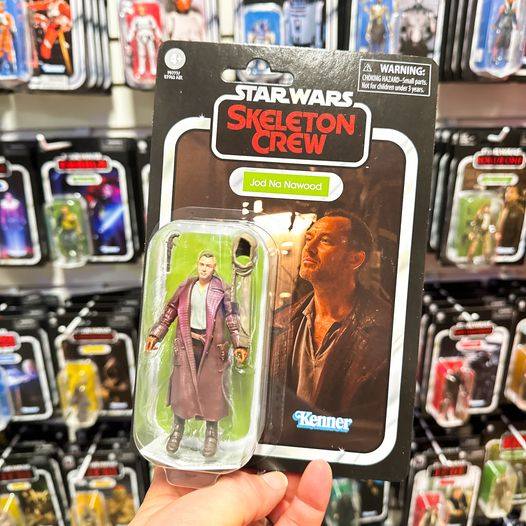 4+
STAR WARS
SKELETON
CREW
Jod Na Nawood
WARNING:
CHOKING HAZARD–Small parts.
Not for children under 3 years.
Kenner